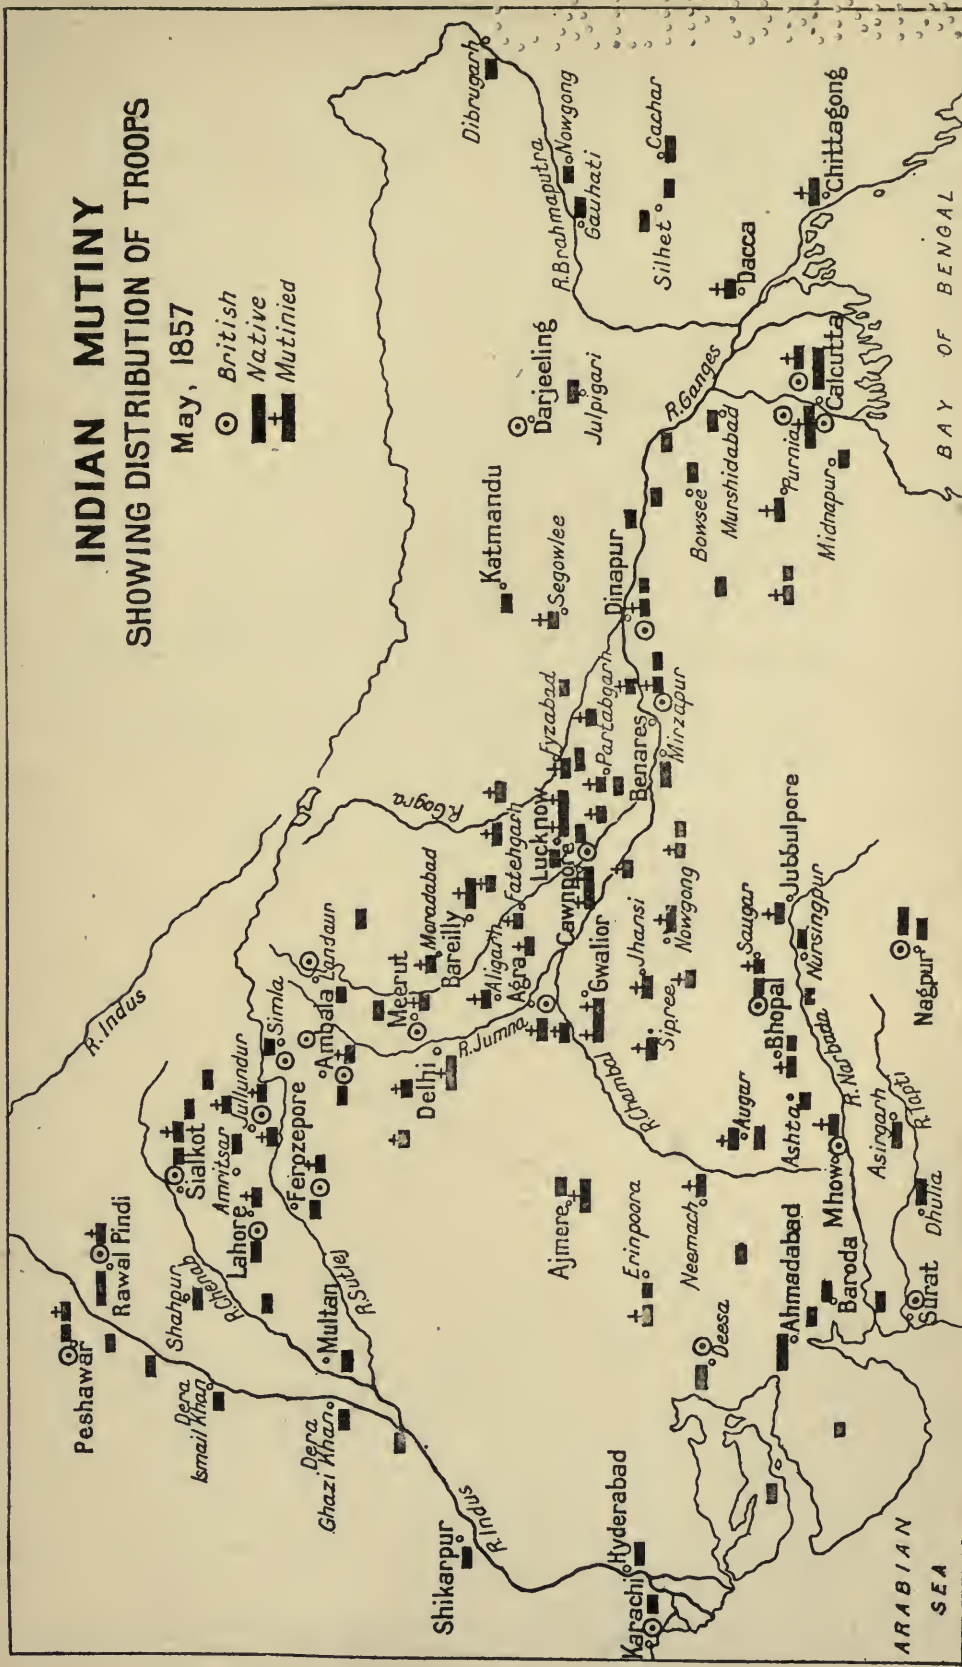 INDIAN MUTINY
SHOWING DISTRIBUTION OF TROOPS
May, 1857
British
Native
Mutinied
R. Indus
Peshawar
Rawal Pindi
Shahpur
Sialkot
Amritsar
Jullundur
Simla
R. Chenab
Lahore
Ferozepore
Ambala
Landaur
Dera
Ismail Khan
Dera
Ghazi Khan
Multan
R. Sutlej
Meerut
Moradabad
Bareilly
Delhi
R. Jumna
Aligarh
Agra
Fatehgarh
R. Gogra
Shikarpur
R. Indus
Lucknow
Cawnpore
Fyzabad
Partabgarh
Segowlee
Katmandu
Darjeeling
Julpigari
Dibrugarh
R. Brahmaputra
Nowgong
Gauhati
Silhet
Cachar
Dinapur
Benares
Mirzapur
Ajmere
Erinpoora
R. Chambal
Gwalior
Jhansi
Sipree
Nowgong
R. Ganges
Bowsee
Murshidabad
Purnia
Midnapur
Calcutta
Dacca
Chittagong
Karachi
Hyderabad
Neemach
Deesa
Augar
Saugar
Bhopal
Jubbulpore
Nursingpur
Ashta
Ahmadabad
Mhow
R. Narbada
Baroda
Asirgarh
R. Tapti
Nagpur
Surat
Dhulia
ARABIAN
SEA
BAY OF BENGAL